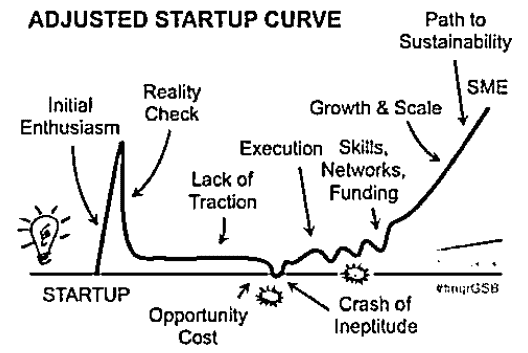 ADJUSTED STARTUP CURVE
Path to
Sustainability
SME
Initial
Enthusiasm
Reality
Check
Growth & Scale
Execution
Skills,
Networks,
Funding
Lack of
Traction
STARTUP
Opportunity
Cost
Crash of
Ineptitude